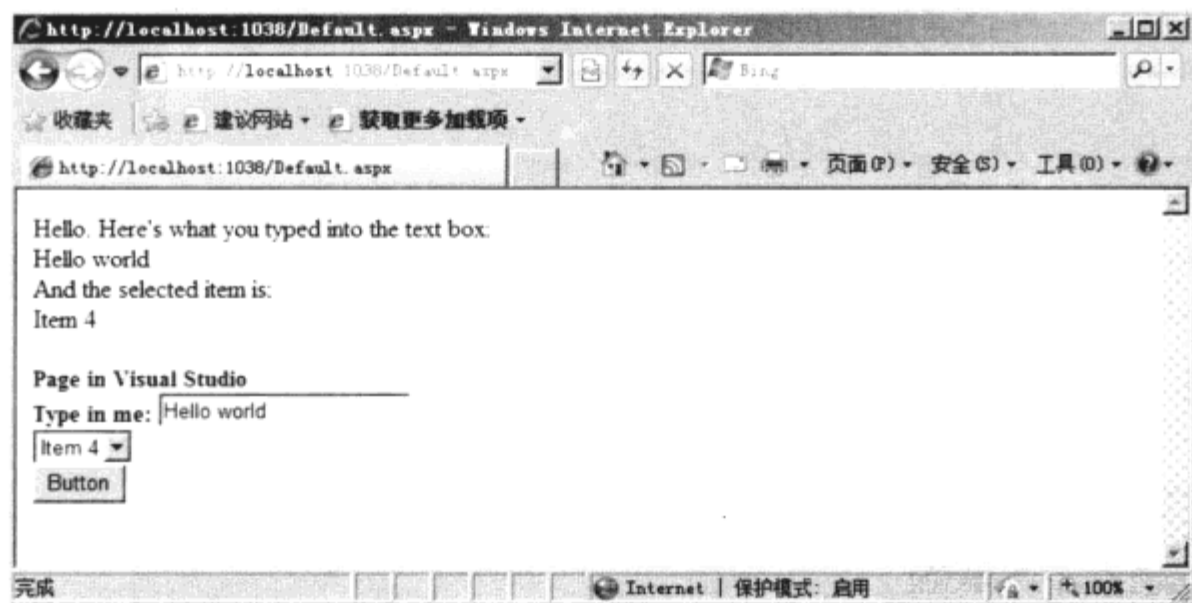 http://localhost:1038/Default.aspx - Windows Internet Explorer
http://localhost:1038/Default.aspx Bing
收藏夹 建议网站 获取更多加载项
http://localhost:1038/Default.aspx 页面(P) 安全(S) 工具(O)
Hello. Here's what you typed into the text box:
Hello world
And the selected item is:
Item 4
Page in Visual Studio
Type in me: Hello world
Item 4
Button
完成 Internet | 保护模式: 启用 100%